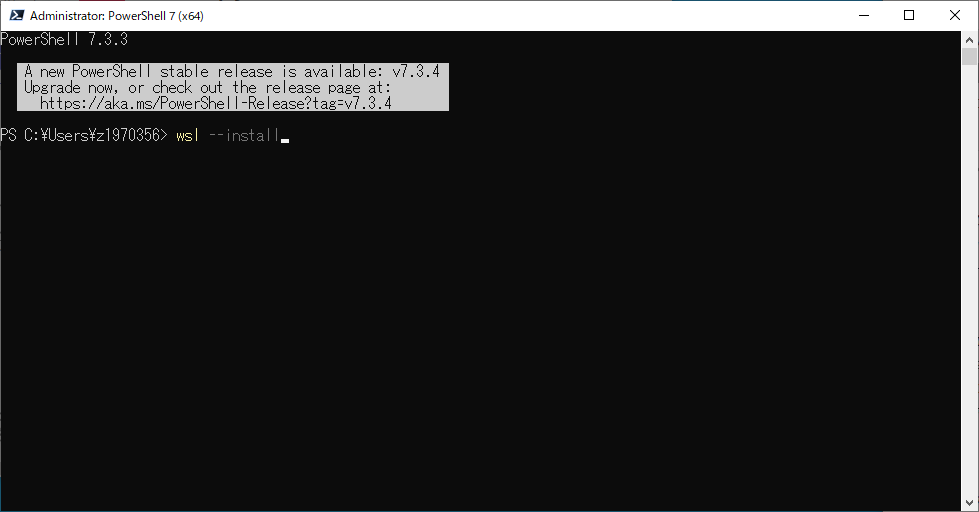 Administrator: PowerShell 7 (x64)
PowerShell 7.3.3
A new PowerShell stable release is available: v7.3.4
Upgrade now, or check out the release page at:
https://aka.ms/PowerShell-Release?tag=v7.3.4
PS C:¥Users¥z1970356> wsl --install